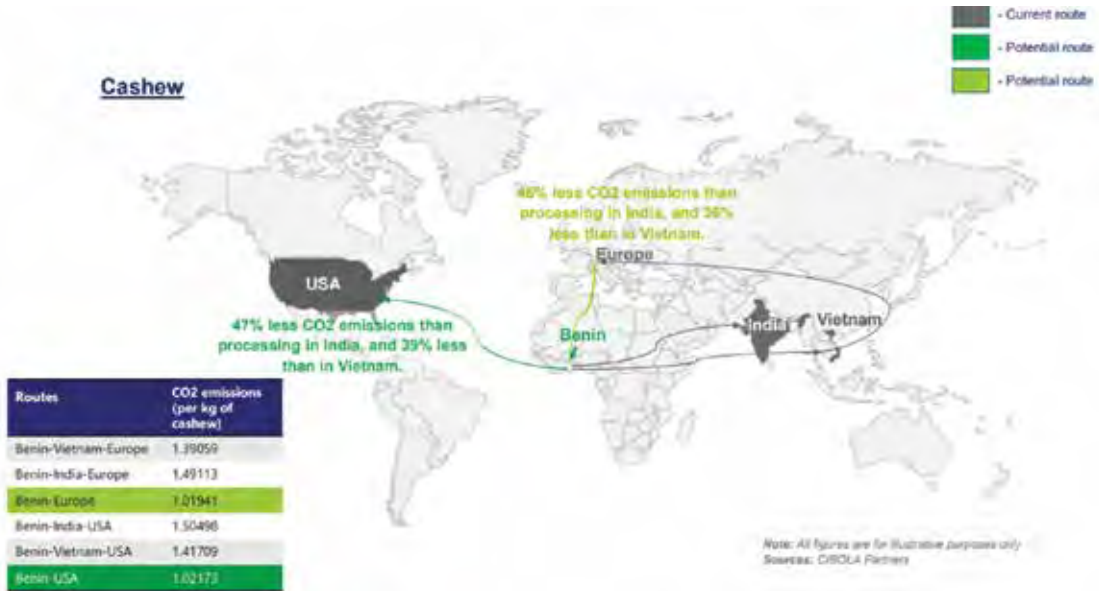 - Current route
- Potential route
- Potential route
Cashew
46% less CO2 emissions than
processing in India, and 36%
less than in Vietnam.
Europe
USA
47% less CO2 emissions than
processing in India, and 39% less
than in Vietnam.
Benin
India
Vietnam
Routes CO2 emissions
(per kg of
cashew)
Benin-Vietnam-Europe 1.39059
Benin-India-Europe 1.49113
Benin-Europe 1.01941
Benin-India-USA 1.50498
Benin-Vietnam-USA 1.41709
Benin-USA 1.02173
Note: All figures are for illustrative purposes only
Sources: Partners